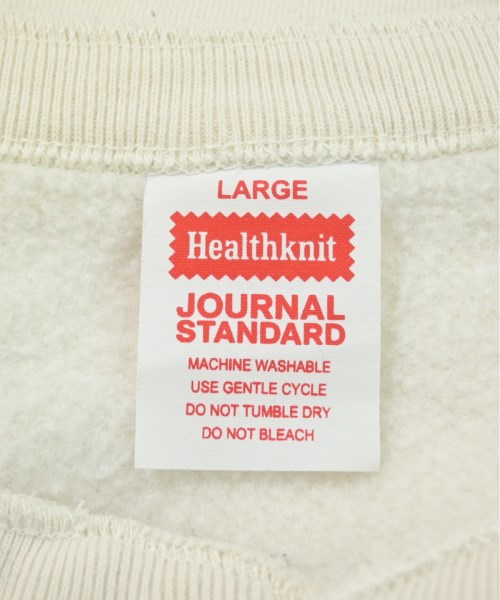 LARGE
Healthknit
JOURNAL
STANDARD
MACHINE WASHABLE
USE GENTLE CYCLE
DO NOT TUMBLE DRY
DO NOT BLEACH